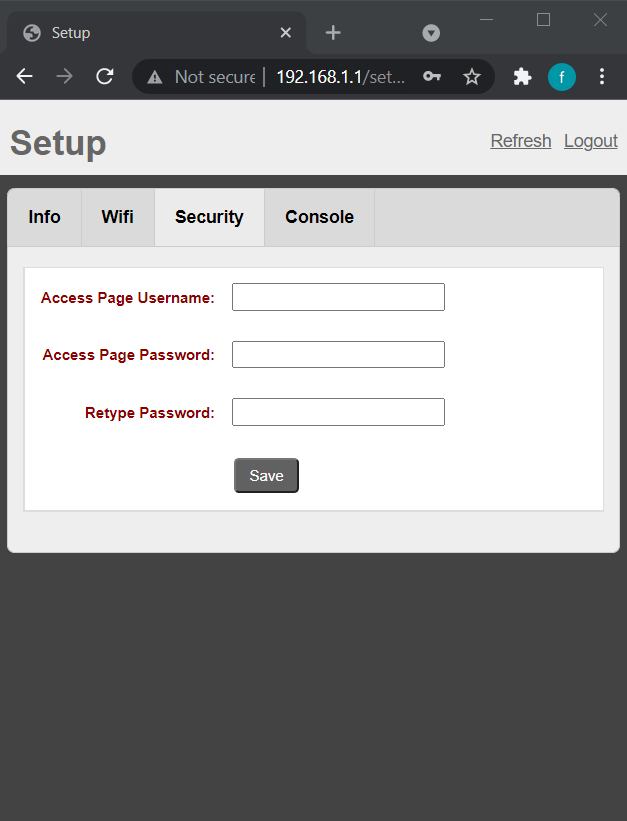 Setup
Not secure 192.168.1.1/set...
f
Setup
Refresh Logout
Info Wifi Security Console
Access Page Username:
Access Page Password:
Retype Password:
Save